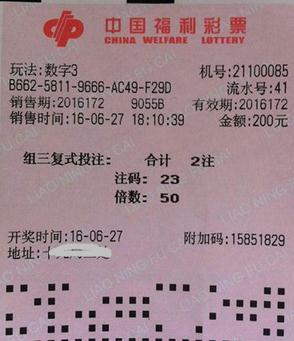 中国福利彩票
CHINA WELFARE LOTTERY
玩法:数字3 机号:21100085
B662-5811-9666-AC49-F29D 流水号:41
销售期:2016172 9055B 有效期:2016172
销售时间:16-06-27 18:10:39 金额:200元
组三复式投注: 合计 2注
注码: 23
倍数: 50
开奖时间:16-06-27 附加码:15851829
地址: